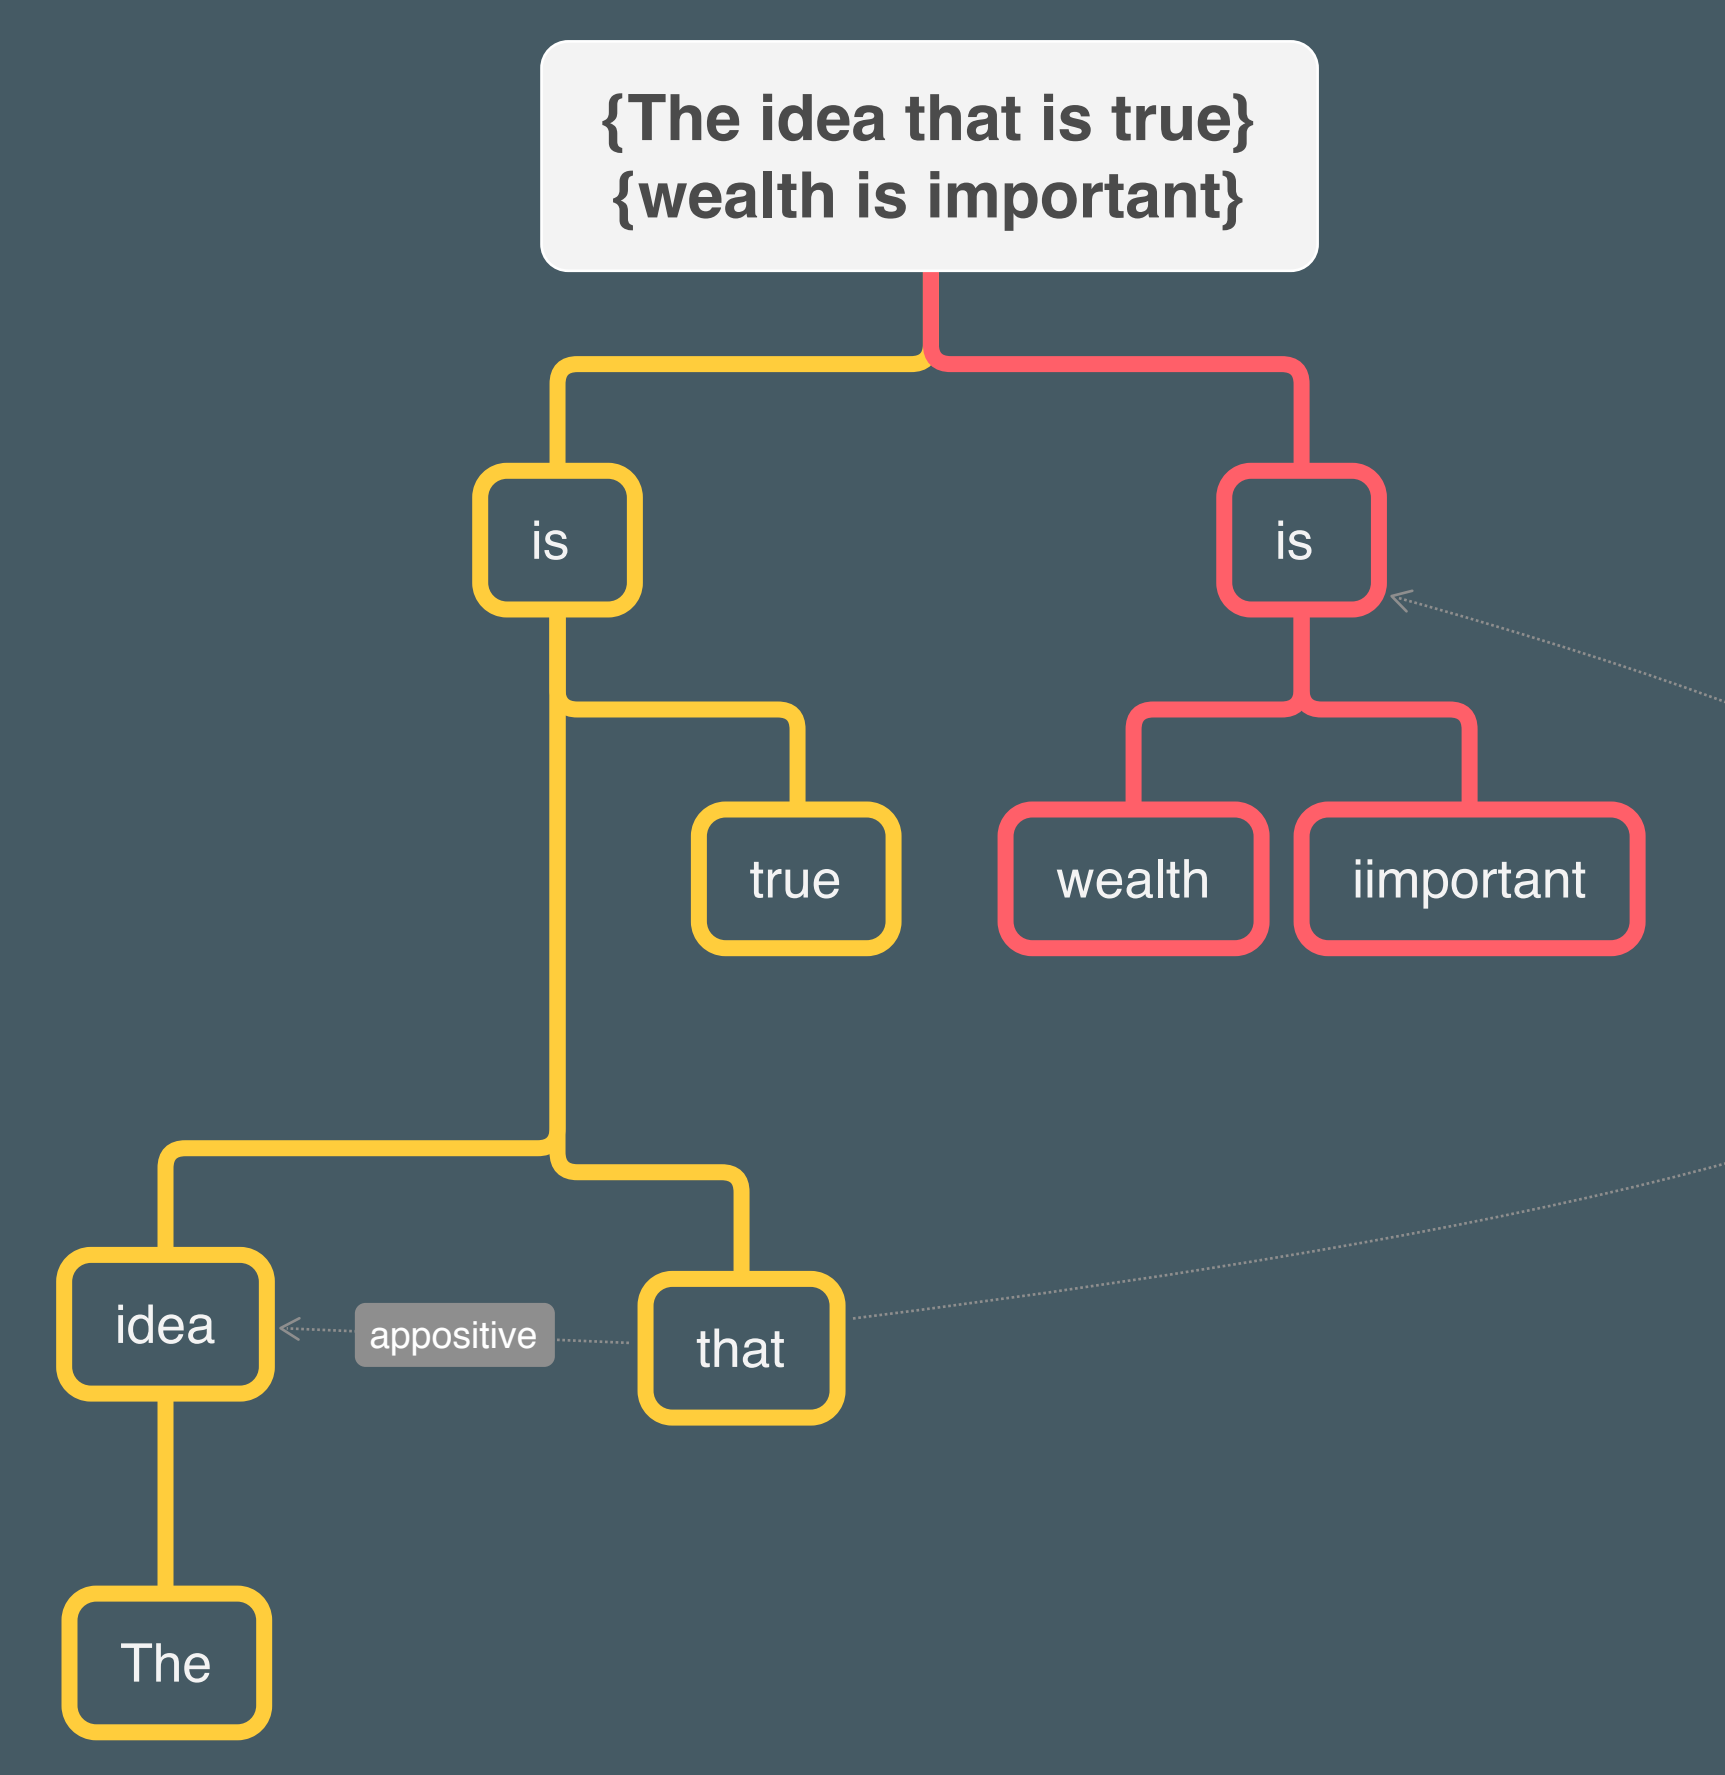 {The idea that is true}
{wealth is important}
is
is
true
wealth
iimportant
idea
appositive
that
The